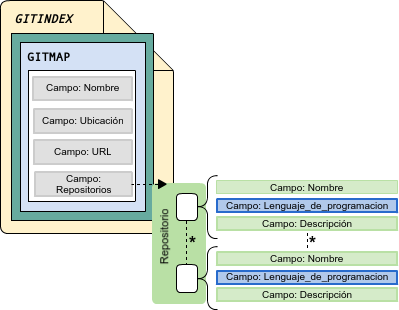 GITINDEX
GITMAP
Campo: Nombre
Campo: Ubicación
Campo: URL
Campo:
Repositorios
Repositorio
*
Campo: Nombre
Campo: Lenguaje_de_programacion
Campo: Descripción
*
Campo: Nombre
Campo: Lenguaje_de_programacion
Campo: Descripción